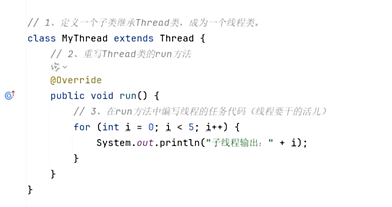 // 1、定义一个子类继承Thread类，成为一个线程类。
class MyThread extends Thread {
// 2、重写Thread类的run方法
@Override
public void run() {
// 3、在run方法中编写线程的任务代码（线程要干的活儿）
for (int i = 0; i < 5; i++) {
System.out.println("子线程输出：" + i);
}
}
}